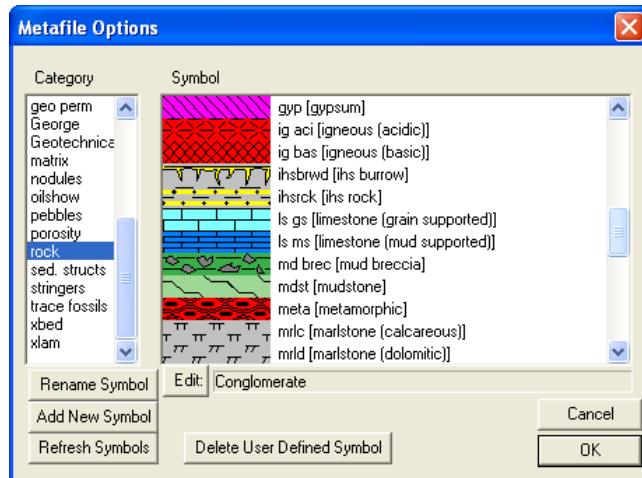 Metafile Options
Category
Symbol
geo perm
George
Geotechnica
matrix
nodules
oilshow
pebbles
porosity
rock
sed. structs
stringers
trace fossils
xbed
xlam
gyp [gypsum]
ig aci [igneous (acidic)]
ig bas [igneous (basic)]
ihsbrwd [ihs burrow]
ihsrck [ihs rock]
ls gs [limestone (grain supported)]
ls ms [limestone (mud supported)]
md brec [mud breccia]
mdst [mudstone]
meta [metamorphic]
mrlc [marlstone (calcareous)]
mrld [marlstone (dolomitic)]
Rename Symbol
Edit:
Conglomerate
Add New Symbol
Cancel
Refresh Symbols
Delete User Defined Symbol
OK